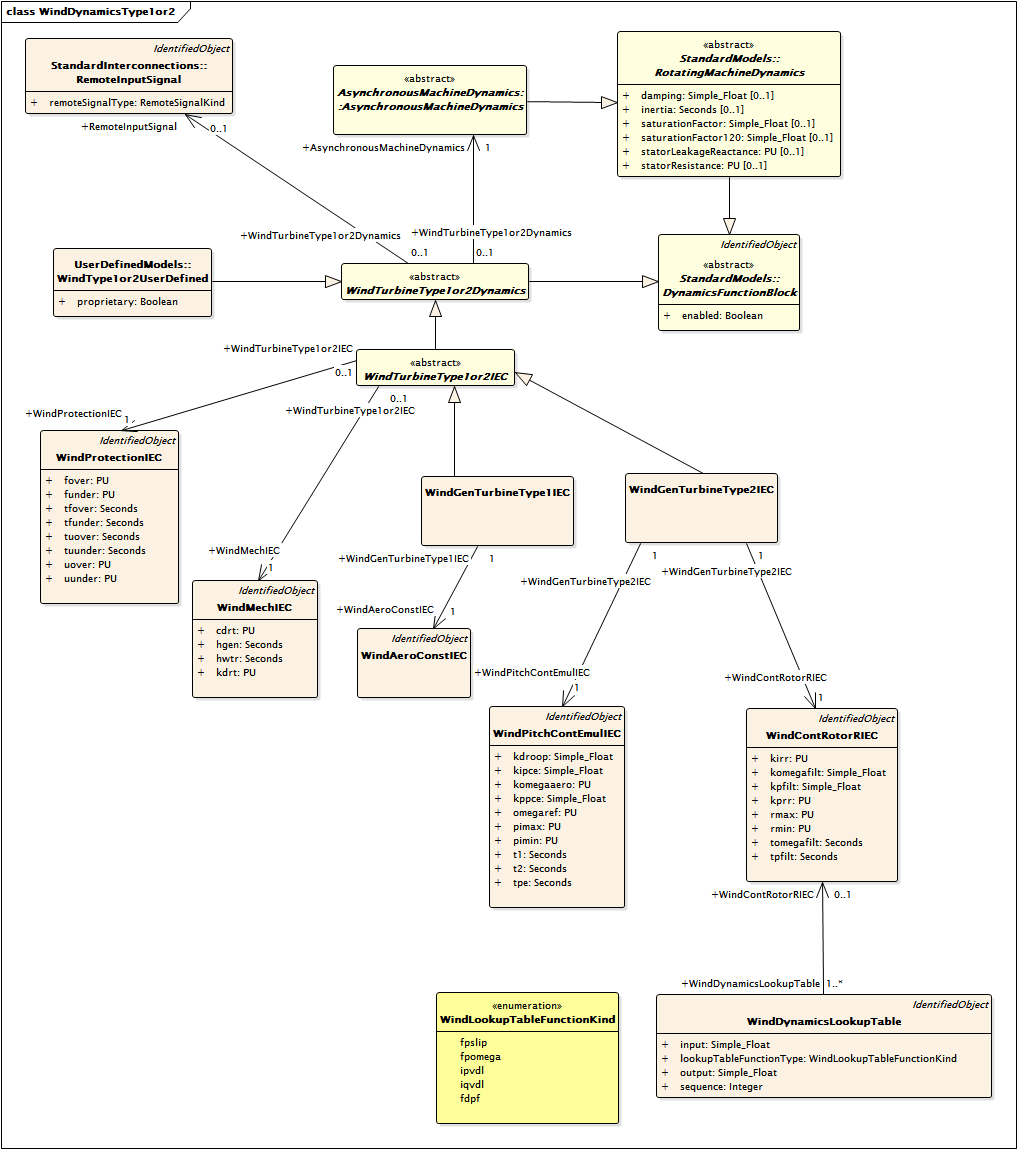 class WindDynamicsType1or2
IdentifiedObject
StandardInterconnections::
RemoteInputSignal
+ remoteSignalType: RemoteSignalKind
«abstract»
AsynchronousMachineDynamics:
:AsynchronousMachineDynamics
«abstract»
StandardModels::
RotatingMachineDynamics
+ damping: Simple_Float [0..1]
+ inertia: Seconds [0..1]
+ saturationFactor: Simple_Float [0..1]
+ saturationFactor120: Simple_Float [0..1]
+ statorLeakageReactance: PU [0..1]
+ statorResistance: PU [0..1]
+RemoteInputSignal
0..1
+AsynchronousMachineDynamics
1
+WindTurbineType1or2Dynamics
0..1
+WindTurbineType1or2Dynamics
0..1
UserDefinedModels::
WindType1or2UserDefined
+ proprietary: Boolean
«abstract»
WindTurbineType1or2Dynamics
IdentifiedObject
«abstract»
StandardModels::
DynamicsFunctionBlock
+ enabled: Boolean
+WindTurbineType1or2IEC
0..1
«abstract»
WindTurbineType1or2IEC
0..1
+WindTurbineType1or2IEC
+WindProtectionIEC
1
IdentifiedObject
WindProtectionIEC
+ fover: PU
+ funder: PU
+ tfover: Seconds
+ tfunder: Seconds
+ tuover: Seconds
+ tuunder: Seconds
+ uover: PU
+ uunder: PU
WindGenTurbineType1IEC
WindGenTurbineType2IEC
+WindMechIEC
1
IdentifiedObject
WindMechIEC
+ cdrt: PU
+ hgen: Seconds
+ hwtr: Seconds
+ kdrt: PU
+WindGenTurbineType1IEC
1
+WindAeroConstIEC
1
IdentifiedObject
WindAeroConstIEC
1
+WindGenTurbineType2IEC
1
+WindGenTurbineType2IEC
+WindPitchContEmulIEC
1
IdentifiedObject
WindPitchContEmulIEC
+ kdroop: Simple_Float
+ kipce: Simple_Float
+ komegaaero: PU
+ kppce: Simple_Float
+ omegaref: PU
+ pimax: PU
+ pimin: PU
+ t1: Seconds
+ t2: Seconds
+ tpe: Seconds
+WindContRotorRIEC
1
IdentifiedObject
WindContRotorRIEC
+ kirr: PU
+ komegafilt: Simple_Float
+ kpfilt: Simple_Float
+ kprr: PU
+ rmax: PU
+ rmin: PU
+ tomegafilt: Seconds
+ tpfilt: Seconds
+WindContRotorRIEC
0..1
+WindDynamicsLookupTable
1..*
«enumeration»
WindLookupTableFunctionKind
fpslip
fpomega
ipvdl
iqvdl
fdpf
IdentifiedObject
WindDynamicsLookupTable
+ input: Simple_Float
+ lookupTableFunctionType: WindLookupTableFunctionKind
+ output: Simple_Float
+ sequence: Integer